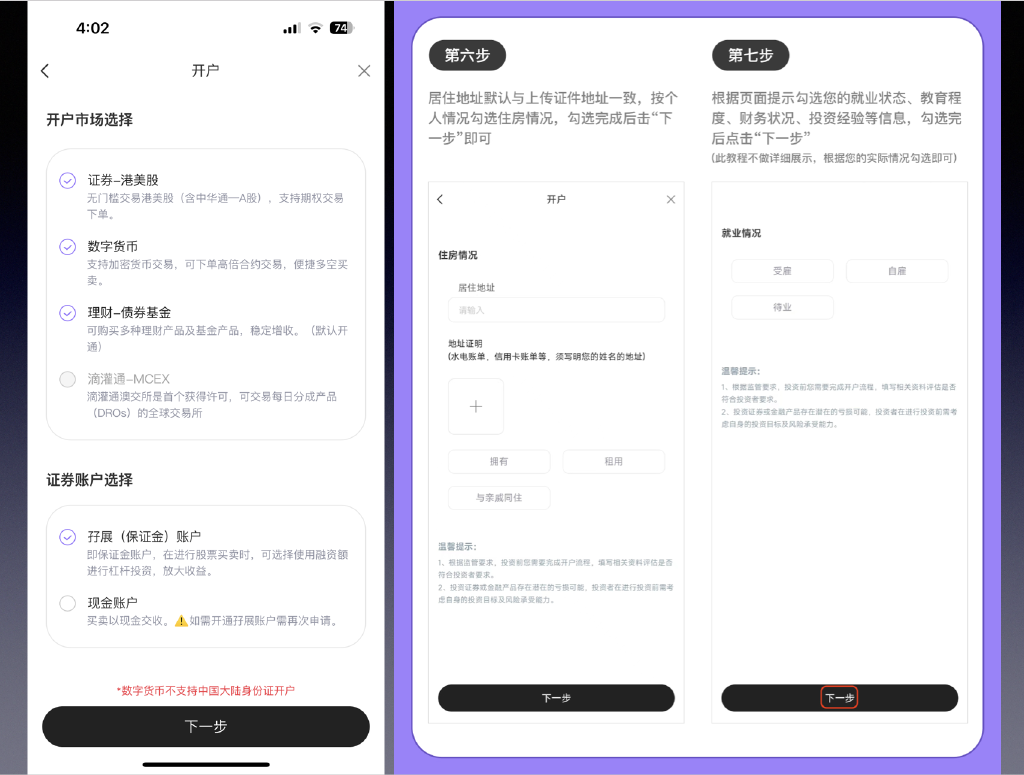 4:02
74
开户
开户市场选择
证券–港美股
无门槛交易港美股（含中华通—A股），支持期权交易
下单。
数字货币
支持加密货币交易，可下单高倍合约交易，便捷多空买
卖。
理财–债券基金
可购买多种理财产品及基金产品，稳定增收。（默认开
通）
滴灌通–MCEX
滴灌通澳交所是首个获得许可，可交易每日分成产品
（DROs）的全球交易所
证券账户选择
孖展（保证金）账户
即保证金账户，在进行股票买卖时，可选择使用融资额
进行杠杆投资，放大收益。
现金账户
买卖以现金交收。⚠️如需开通孖展账户需再次申请。
*数字货币不支持中国大陆身份证开户
下一步
第六步
居住地址默认与上传证件地址一致，按个
人情况勾选住房情况，勾选完成后击“下
一步”即可
开户
住房情况
居住地址
请输入
地址证明
(水电账单，信用卡账单等，须写明您的姓名的地址)
拥有
租用
与亲戚同住
温馨提示：
1、根据监管要求，投资前您需要完成开户流程，填写相关资料评估是否
符合投资者要求。
2、投资证券或金融产品存在潜在的亏损可能，投资者在进行投资前需考
虑自身的投资目标及风险承受能力。
下一步
第七步
根据页面提示勾选您的就业状态、教育程
度、财务状况、投资经验等信息，勾选完
后点击“下一步”
(此教程不做详细展示，根据您的实际情况勾选即可)
就业情况
受雇
自雇
待业
温馨提示：
1、根据监管要求，投资前您需要完成开户流程，填写相关资料评估是否
符合投资者要求。
2、投资证券或金融产品存在潜在的亏损可能，投资者在进行投资前需考
虑自身的投资目标及风险承受能力。
下一步